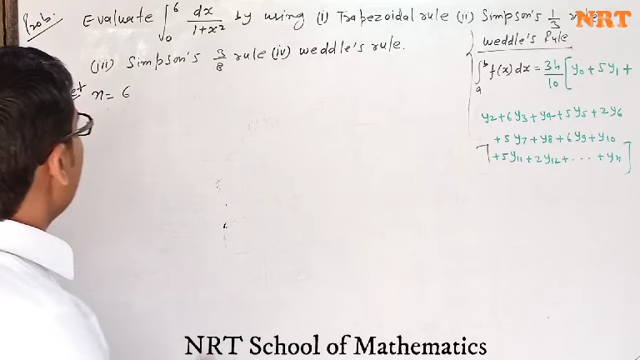 Prob: Evaluate ∫₀⁶ dx/(1+x²) by using (i) Trapezoidal rule (ii) Simpson's 1/3 rule
(iii) Simpson's 3/8 rule (iv) weddle's rule.
n = 6
weddle's Rule
∫ₐᵇ f(x) dx = 3h/10 [y₀ + 5y₁ +
y₂ + 6y₃ + y₄ + 5y₅ + 2y₆
+ 5y₇ + y₈ + 6y₉ + y₁₀
+ 5y₁₁ + 2y₁₂ + ... + yₙ]
NRT
NRT School of Mathematics